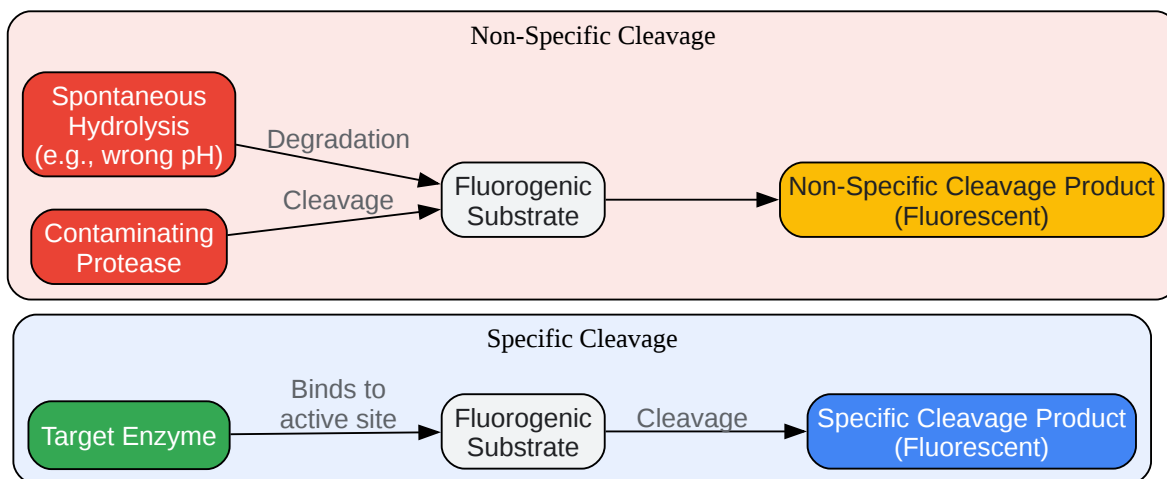 Non-Specific Cleavage
Spontaneous
Hydrolysis
(e.g., wrong pH)
Degradation
Cleavage
Contaminating
Protease
Fluorogenic
Substrate
Non-Specific Cleavage Product
(Fluorescent)
Specific Cleavage
Target Enzyme
Binds to
active site
Fluorogenic
Substrate
Cleavage
Specific Cleavage Product
(Fluorescent)